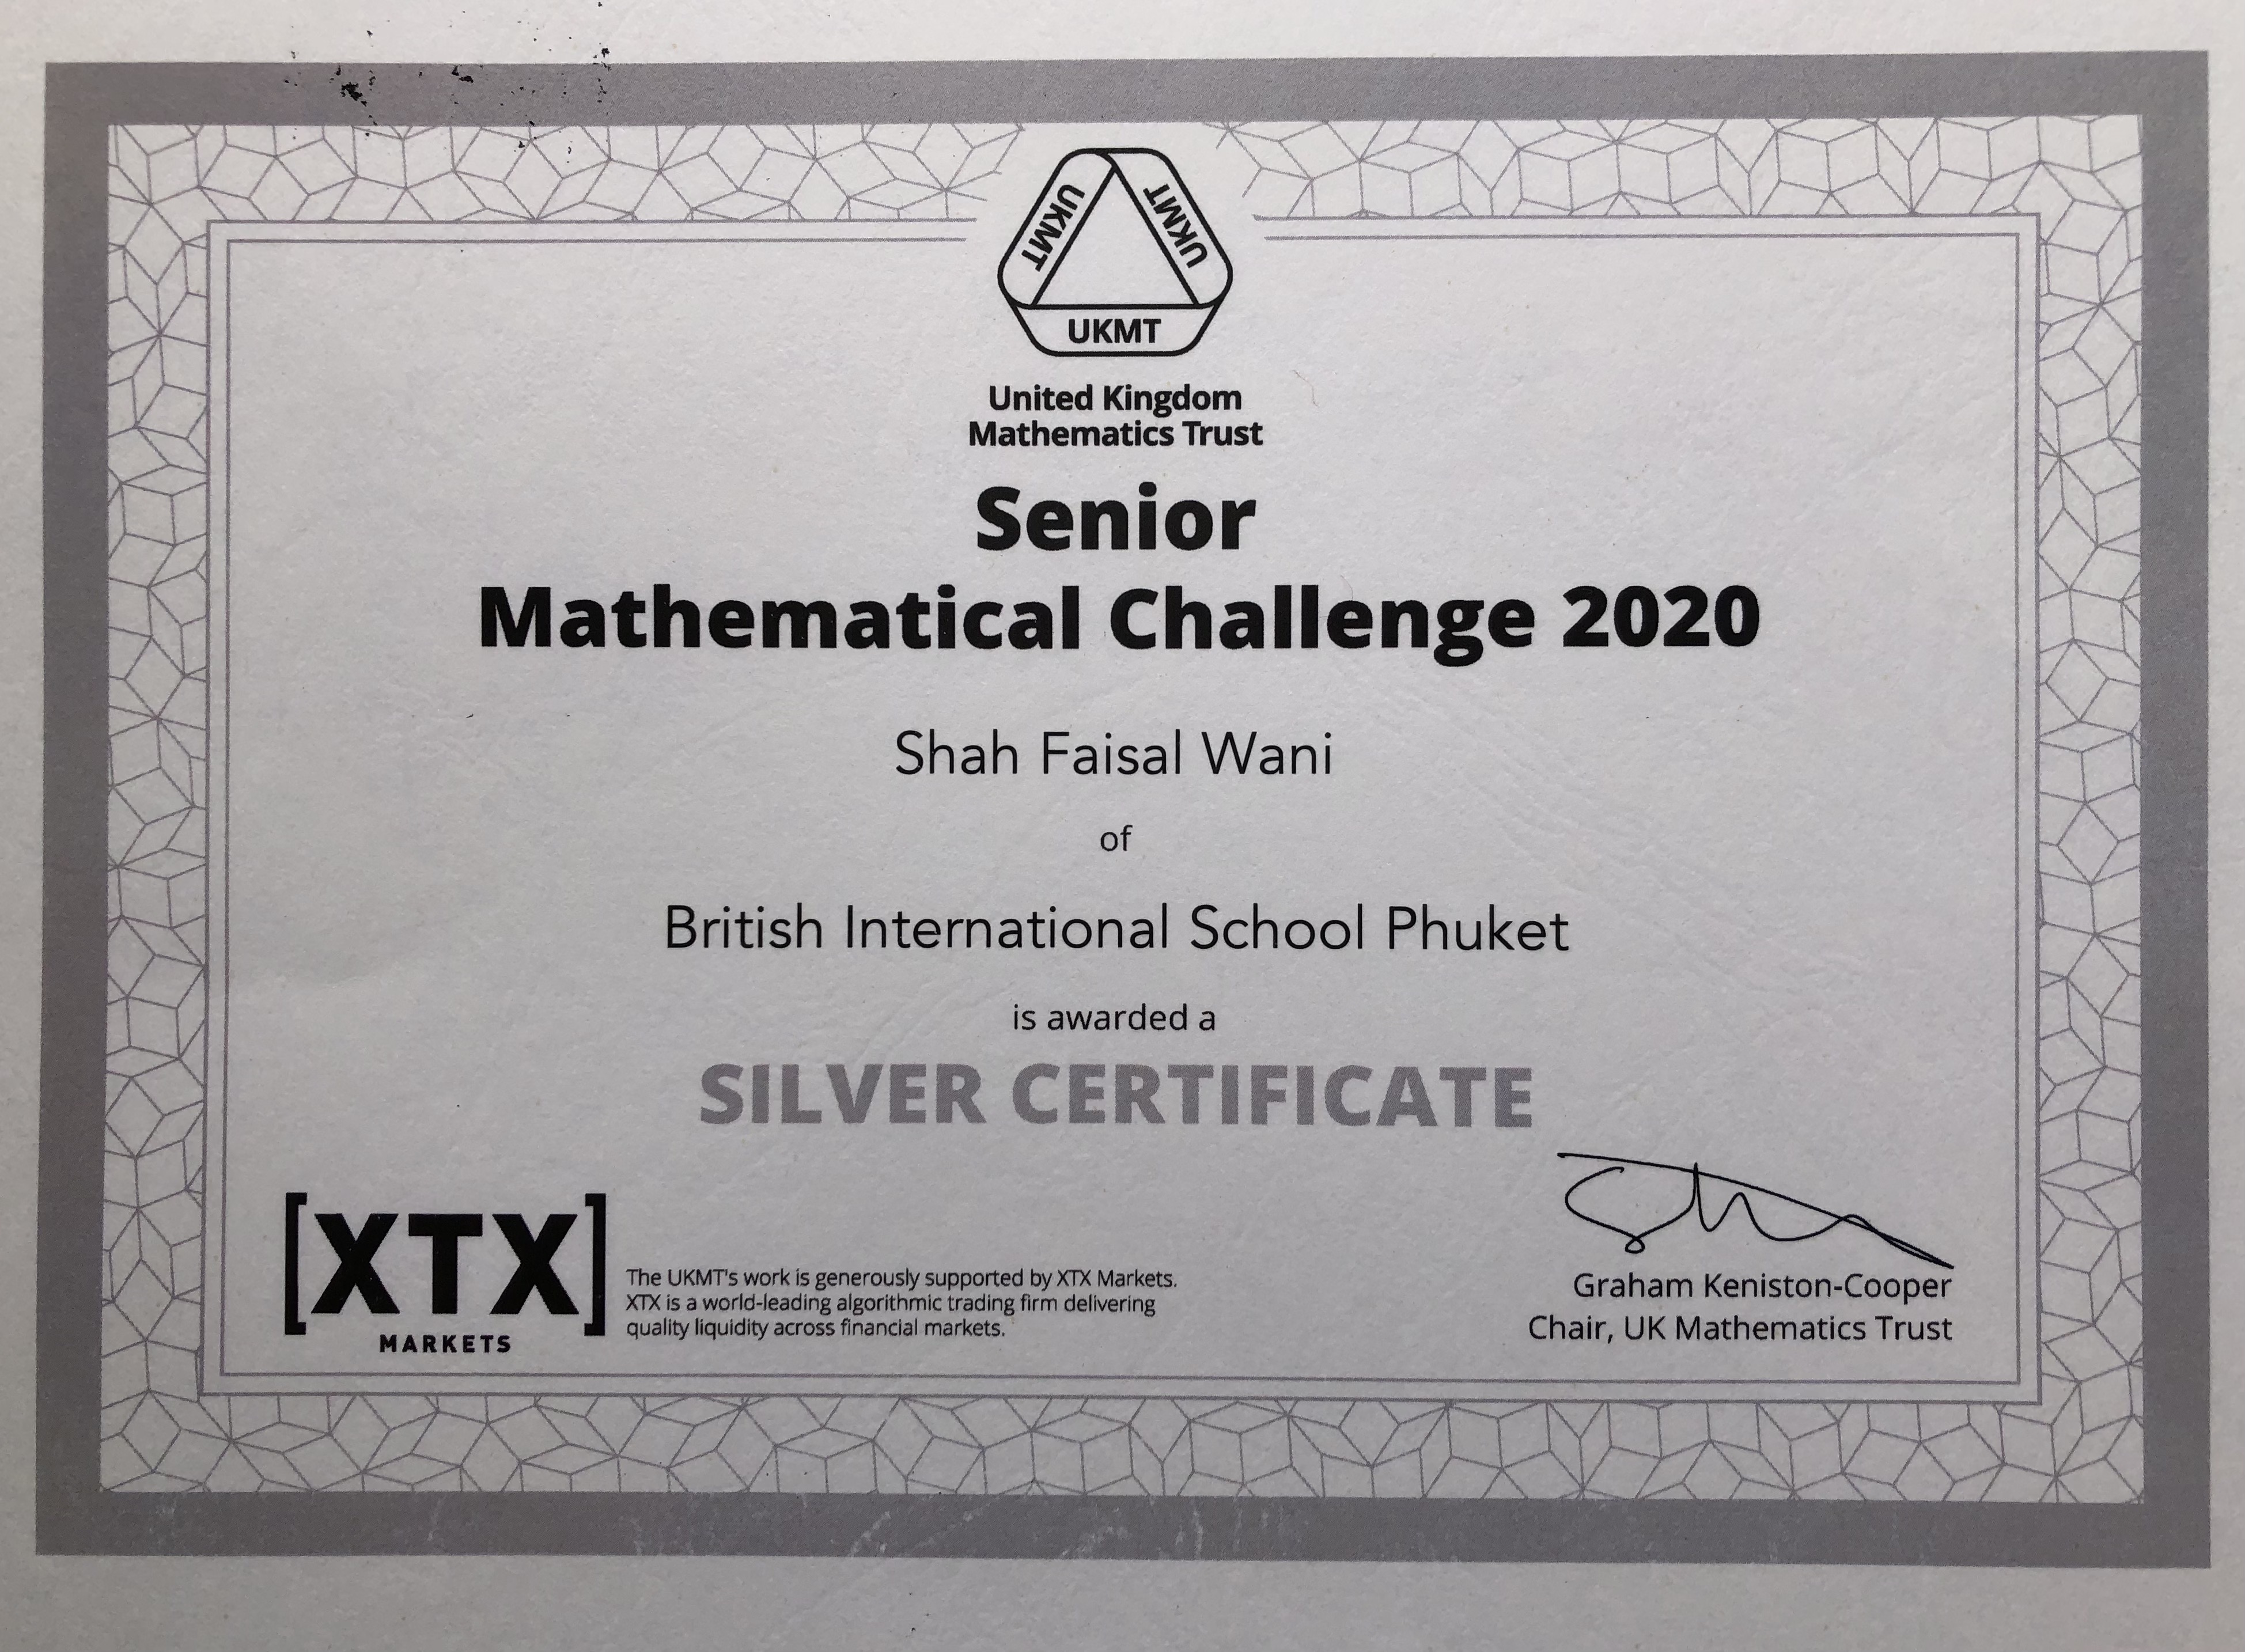 UKMT
UKMT
UKMT
United Kingdom
Mathematics Trust
Senior
Mathematical Challenge 2020
Shah Faisal Wani
of
British International School Phuket
is awarded a
SILVER CERTIFICATE
[XTX]
MARKETS
The UKMT's work is generously supported by XTX Markets.
XTX is a world-leading algorithmic trading firm delivering
quality liquidity across financial markets.
Graham Keniston-Cooper
Chair, UK Mathematics Trust